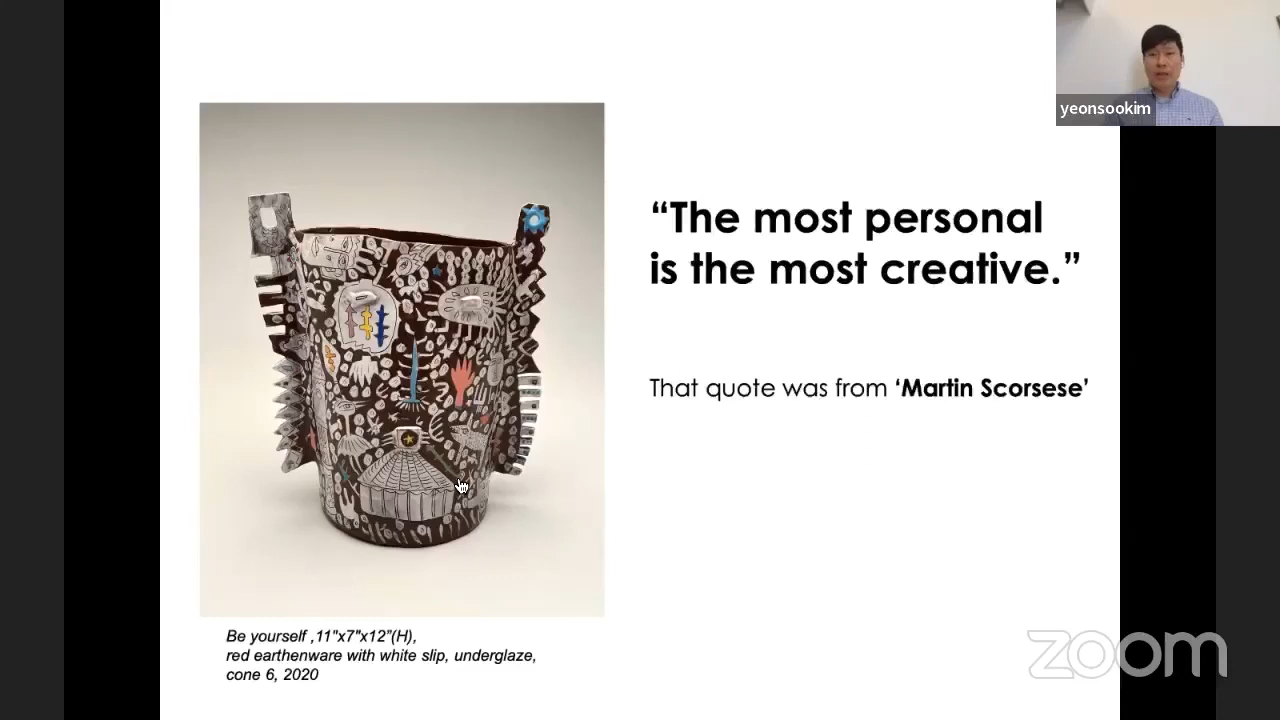 yeonsookim
“The most personal
is the most creative.”
That quote was from ‘Martin Scorsese’
Be yourself ,11"x7"x12”(H),
red earthenware with white slip, underglaze,
cone 6, 2020
zoom